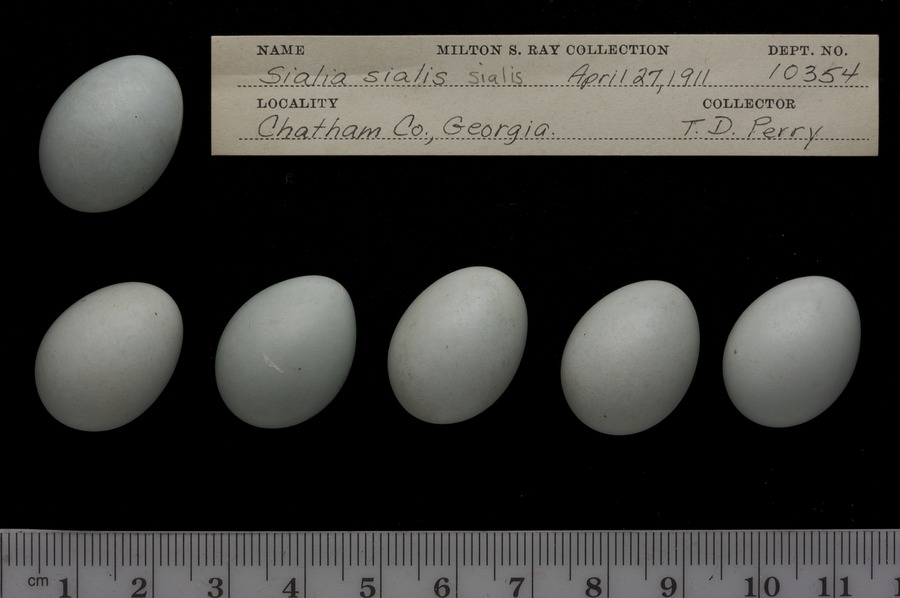 NAME MILTON S. RAY COLLECTION DEPT. NO.
Sialia sialis sialis April 27, 1911 10354
LOCALITY COLLECTOR
Chatham Co., Georgia. T. D. Perry
cm 1 2 3 4 5 6 7 8 9 10 11 1